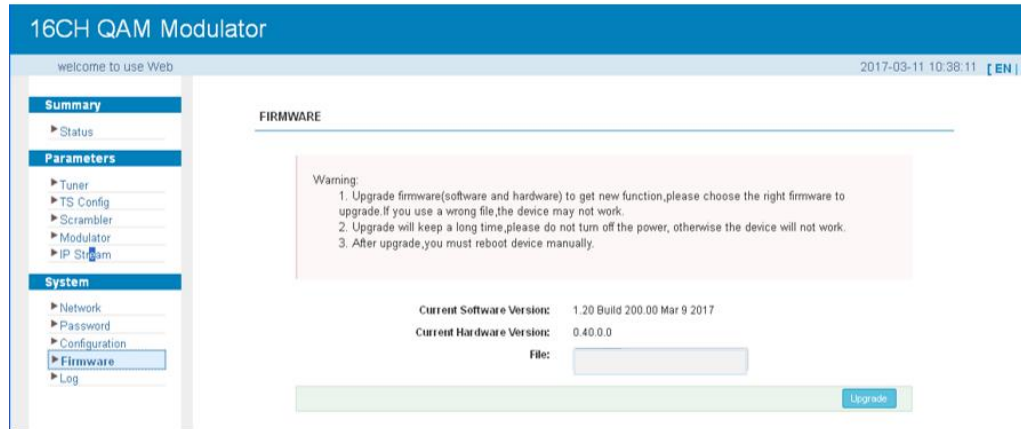 16CH QAM Modulator
welcome to use Web
2017-03-11 10:38:11 [ EN |
Summary
Status
Parameters
Tuner
TS Config
Scrambler
Modulator
IP Stream
System
Network
Password
Configuration
Firmware
Log
FIRMWARE
Warning:
1. Upgrade firmware(software and hardware) to get new function,please choose the right firmware to
upgrade.If you use a wrong file,the device may not work.
2. Upgrade will keep a long time,please do not turn off the power, otherwise the device will not work.
3. After upgrade,you must reboot device manually.
Current Software Version: 1.20 Build 200.00 Mar 9 2017
Current Hardware Version: 0.40.0.0
File:
Upgrade